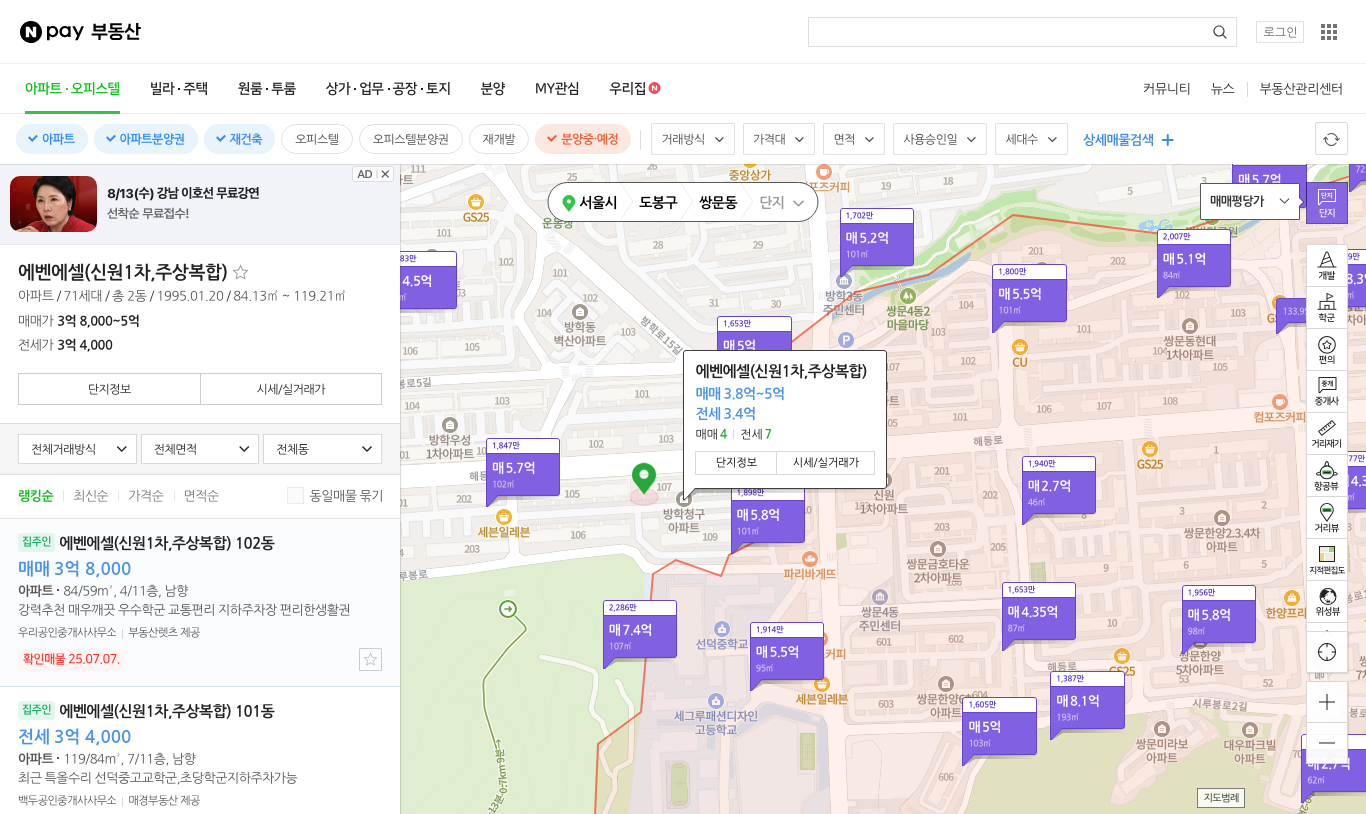 N pay 부동산
로그인
아파트·오피스텔
빌라·주택
원룸·투룸
상가·업무·공장·토지
분양
MY관심
우리집 N
커뮤니티
뉴스
부동산관리센터
아파트
아파트분양권
재건축
오피스텔
오피스텔분양권
재개발
분양중·예정
거래방식
가격대
면적
사용승인일
세대수
상세매물검색
AD
8/13(수) 강남 이호선 무료강연
선착순 무료접수!
에벤에셀(신원1차,주상복합)
아파트 / 71세대 / 총 2동 / 1995.01.20 / 84.13㎡ ~ 119.21㎡
매매가 3억 8,000~5억
전세가 3억 4,000
단지정보
시세/실거래가
전체거래방식
전체면적
전체동
랭킹순
최신순
가격순
면적순
동일매물 묶기
집주인 에벤에셀(신원1차,주상복합) 102동
매매 3억 8,000
아파트 · 84/59㎡, 4/11층, 남향
강력추천 매우깨끗 우수학군 교통편리 지하주차장 편리한생활권
우리공인중개사사무소 | 부동산렛츠 제공
확인매물 25.07.07.
집주인 에벤에셀(신원1차,주상복합) 101동
전세 3억 4,000
아파트 · 119/84㎡, 7/11층, 남향
최근 특올수리 선덕중고교학군,초당학군지하주차가능
백두공인중개사사무소 | 매경부동산 제공
서울시
도봉구
쌍문동
단지
매매평당가
단지
단지
개발
학군
편의
중개
중개사
거리재기
항공뷰
거리뷰
지적편집도
위성뷰
지도범례
에벤에셀(신원1차,주상복합)
매매 3.8억~5억
전세 3.4억
매매 4 | 전세 7
단지정보
시세/실거래가
중앙상가
GS25
운동장
1,702만
매5.2억
101㎡
매5.7억
2,007만
매5.1억
84㎡
83만
4.5억
1,800만
매5.5억
101㎡
방학3동
주민센터
쌍문4동2
마을마당
방학동
벽산아파트
방학로15길
1,653만
매5억
CU
쌍문동현대
1차아파트
컴포즈커피
해등로
방학우성
1차아파트
1,847만
매5.7억
102㎡
세븐일레븐
방학청구
아파트
1,898만
매5.8억
101㎡
신원
1차아파트
1,940만
매2.7억
46㎡
GS25
쌍문한양2.3.4차
아파트
파리바게뜨
쌍문금호타운
2차아파트
쌍문4동
주민센터
2,286만
매7.4억
107㎡
선덕중학교
1,914만
매5.5억
95㎡
세븐일레븐
1,653만
매4.35억
87㎡
1,956만
매5.8억
98㎡
쌍문한양
5차아파트
해등로
GS25
세그루패션디자인
고등학교
1,605만
매5억
103㎡
1,387만
매8.1억
193㎡
시루봉로2길
쌍문미라보
아파트
대우파크빌
아파트
매2.7억
62㎡